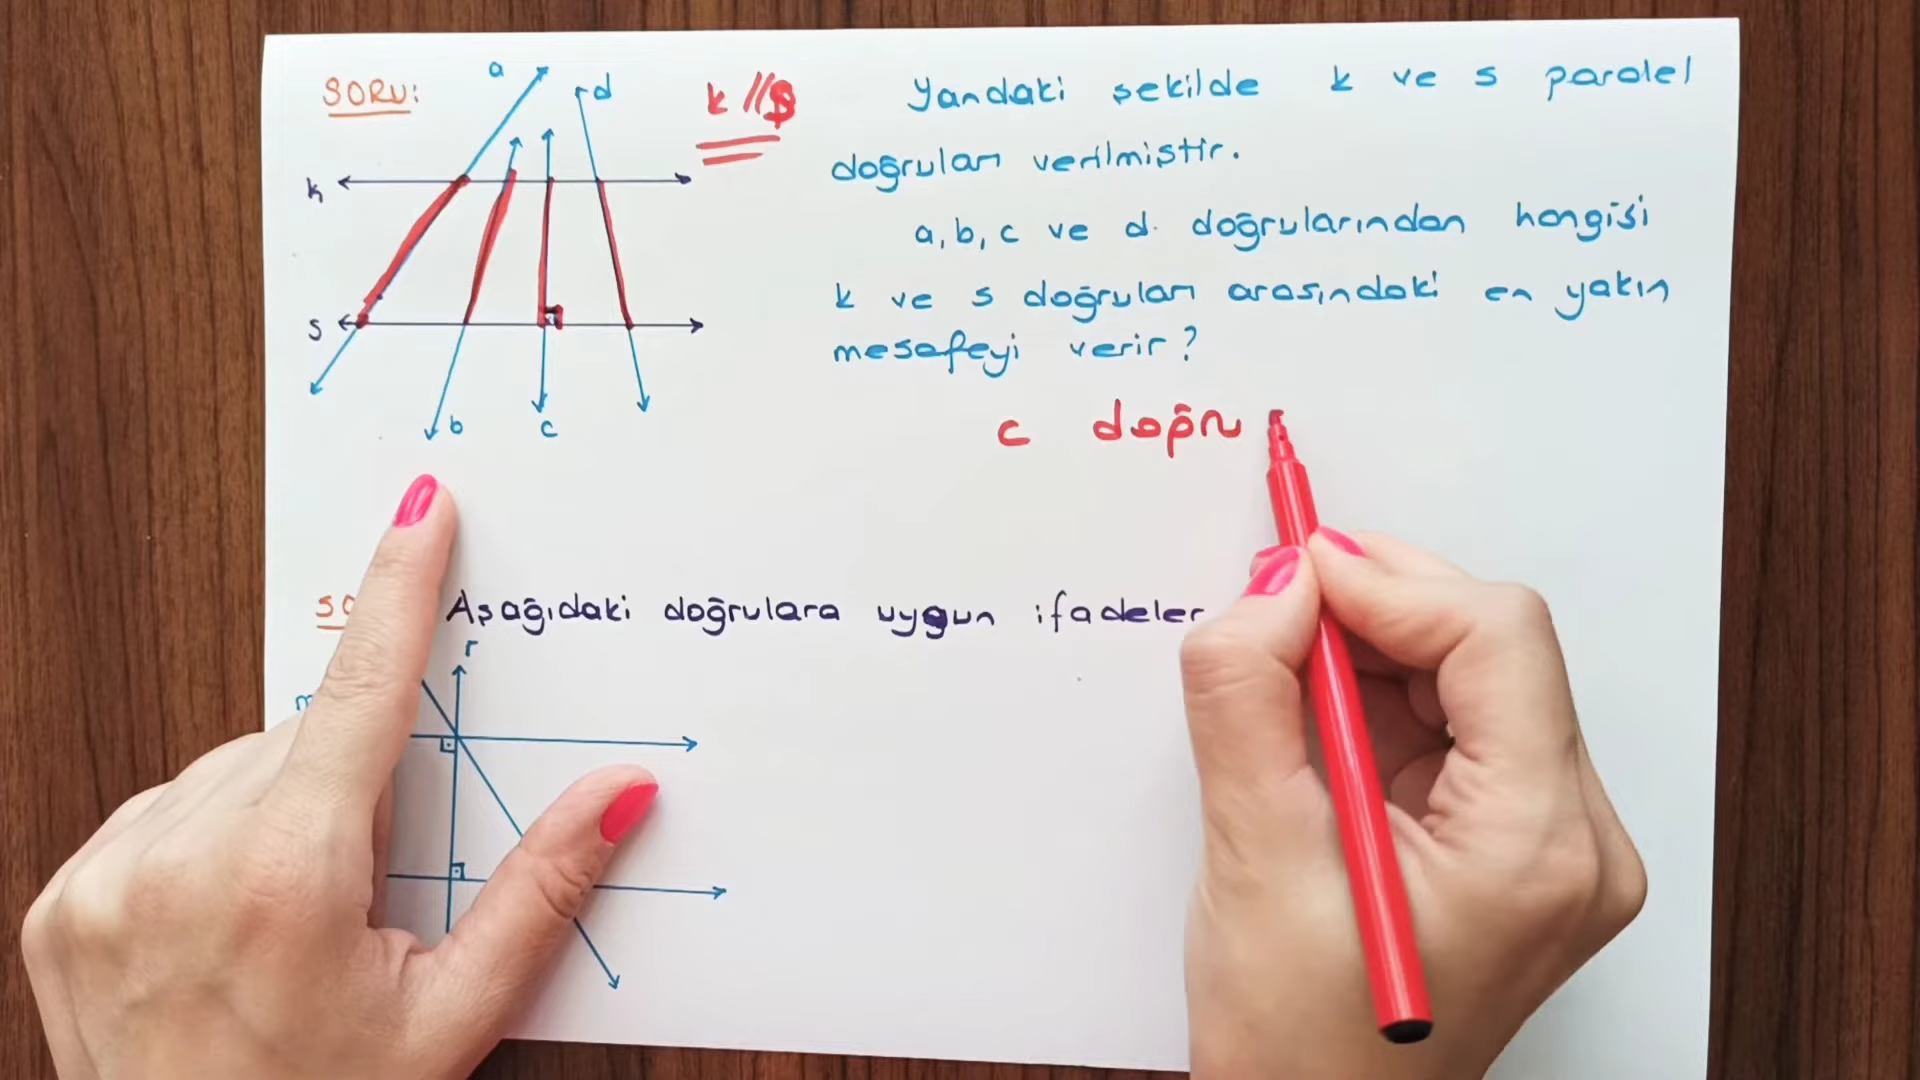 SORU:
a
d
k // s
k
s
b
c
Yandaki şekilde k ve s paralel
doğruları verilmiştir.
a, b, c ve d doğrularından hangisi
k ve s doğruları arasındaki en yakın
mesafeyi verir?
c doğru
Aşağıdaki doğrulara uygun ifadeler
r
m